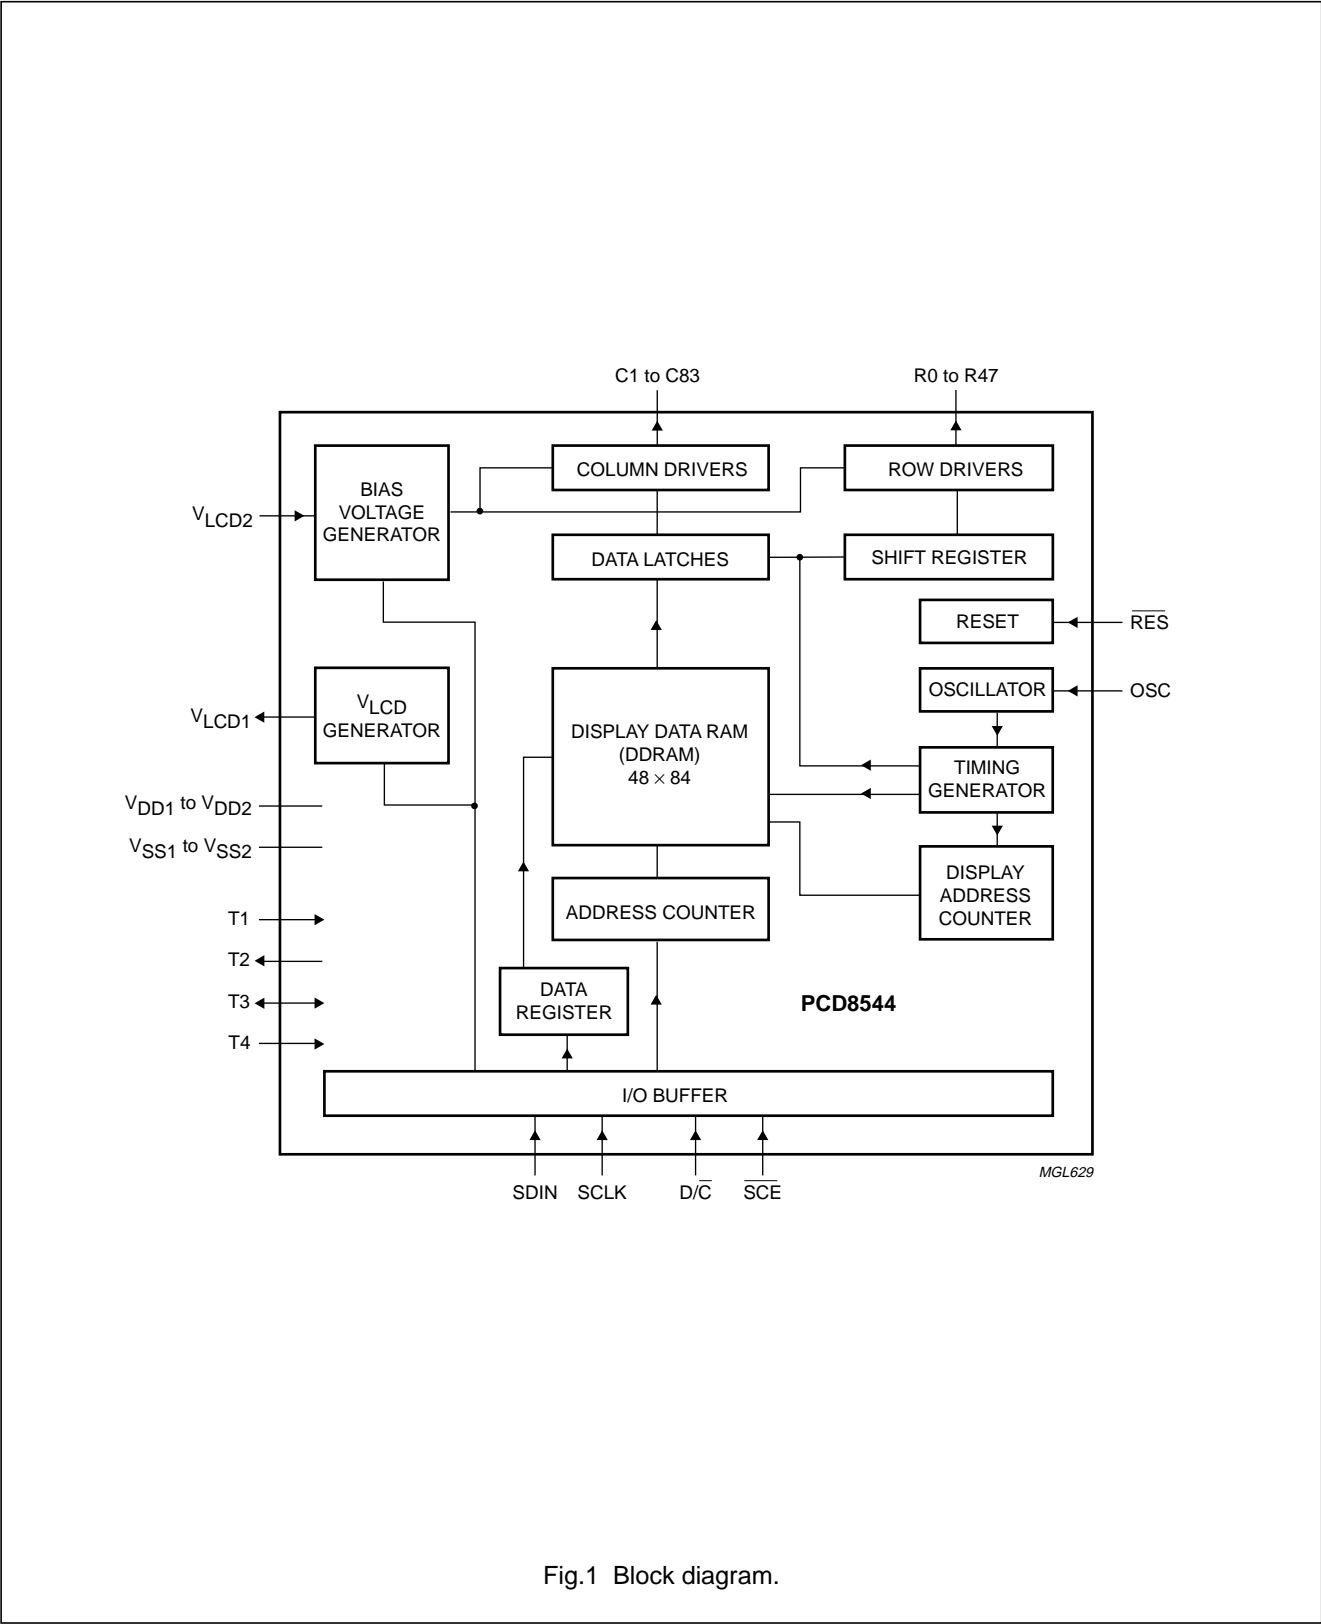 C1 to C83
R0 to R47
BIAS
VOLTAGE
GENERATOR
COLUMN DRIVERS
ROW DRIVERS
VLCD2
DATA LATCHES
SHIFT REGISTER
RESET
R̅E̅S̅
OSCILLATOR
OSC
VLCD
GENERATOR
VLCD1
DISPLAY DATA RAM
(DDRAM)
48 × 84
TIMING
GENERATOR
VDD1 to VDD2
VSS1 to VSS2
DISPLAY
ADDRESS
COUNTER
ADDRESS COUNTER
T1
T2
T3
T4
DATA
REGISTER
PCD8544
I/O BUFFER
SDIN
SCLK
D/C̅
S̅C̅E̅
MGL629
Fig.1 Block diagram.